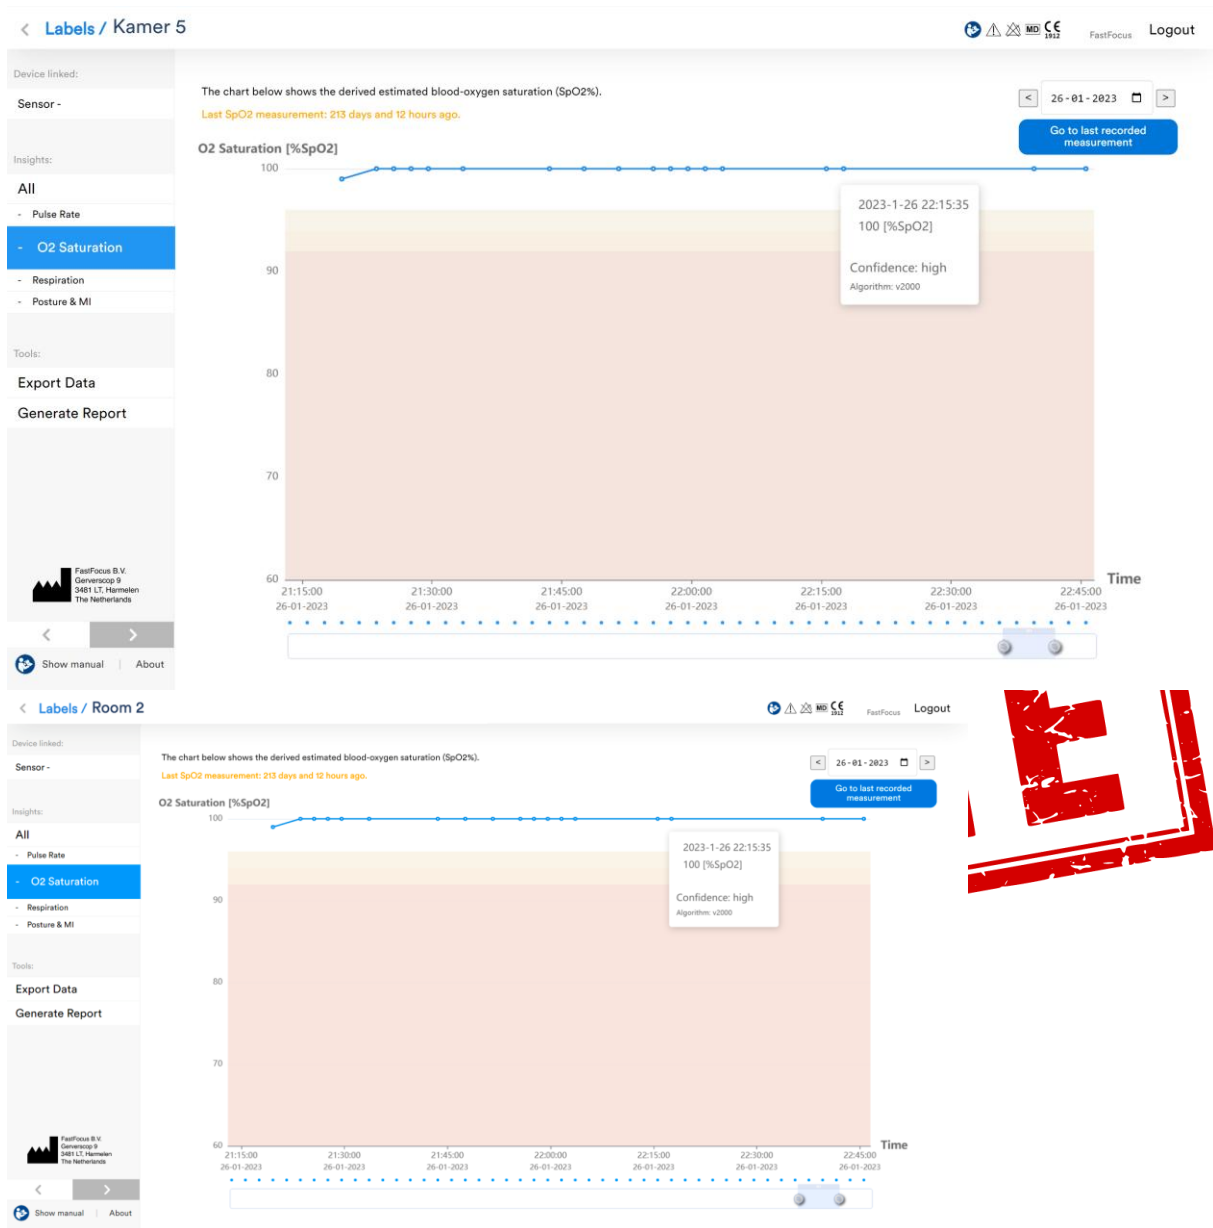 Labels / Kamer 5
MD CE 1912 FastFocus Logout
Device linked:
Sensor -
Insights:
All
- Pulse Rate
- O2 Saturation
- Respiration
- Posture & MI
Tools:
Export Data
Generate Report
FastFocus B.V.
Gerverscop 9
3481 LT, Harmelen
The Netherlands
< >
Show manual | About
The chart below shows the derived estimated blood-oxygen saturation (SpO2%).
Last SpO2 measurement: 213 days and 12 hours ago.
< 26-01-2023 >
Go to last recorded
measurement
O2 Saturation [%SpO2]
100
90
80
70
60
2023-1-26 22:15:35
100 [%SpO2]
Confidence: high
Algorithm: v2000
21:15:00 21:30:00 21:45:00 22:00:00 22:15:00 22:30:00 22:45:00 Time
26-01-2023 26-01-2023 26-01-2023 26-01-2023 26-01-2023 26-01-2023 26-01-2023
Labels / Room 2
MD CE 1912 FastFocus Logout
Device linked:
Sensor -
Insights:
All
- Pulse Rate
- O2 Saturation
- Respiration
- Posture & MI
Tools:
Export Data
Generate Report
FastFocus B.V.
Gerverscop 9
3481 LT, Harmelen
The Netherlands
< >
Show manual | About
The chart below shows the derived estimated blood-oxygen saturation (SpO2%).
Last SpO2 measurement: 213 days and 12 hours ago.
< 26-01-2023 >
Go to last recorded
measurement
O2 Saturation [%SpO2]
100
90
80
70
60
2023-1-26 22:15:35
100 [%SpO2]
Confidence: high
Algorithm: v2000
21:15:00 21:30:00 21:45:00 22:00:00 22:15:00 22:30:00 22:45:00 Time
26-01-2023 26-01-2023 26-01-2023 26-01-2023 26-01-2023 26-01-2023 26-01-2023